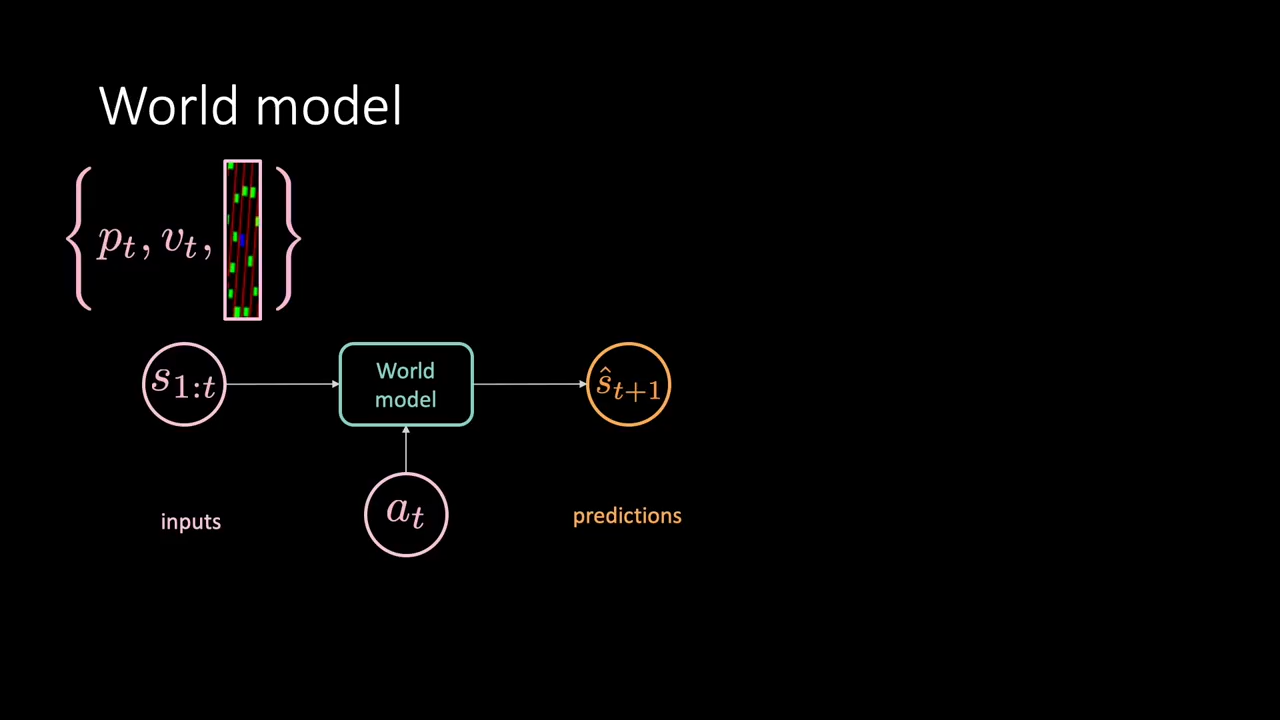 World model
{ p_t, v_t, }
s_{1:t}
World
model
ŝ_{t+1}
a_t
inputs
predictions